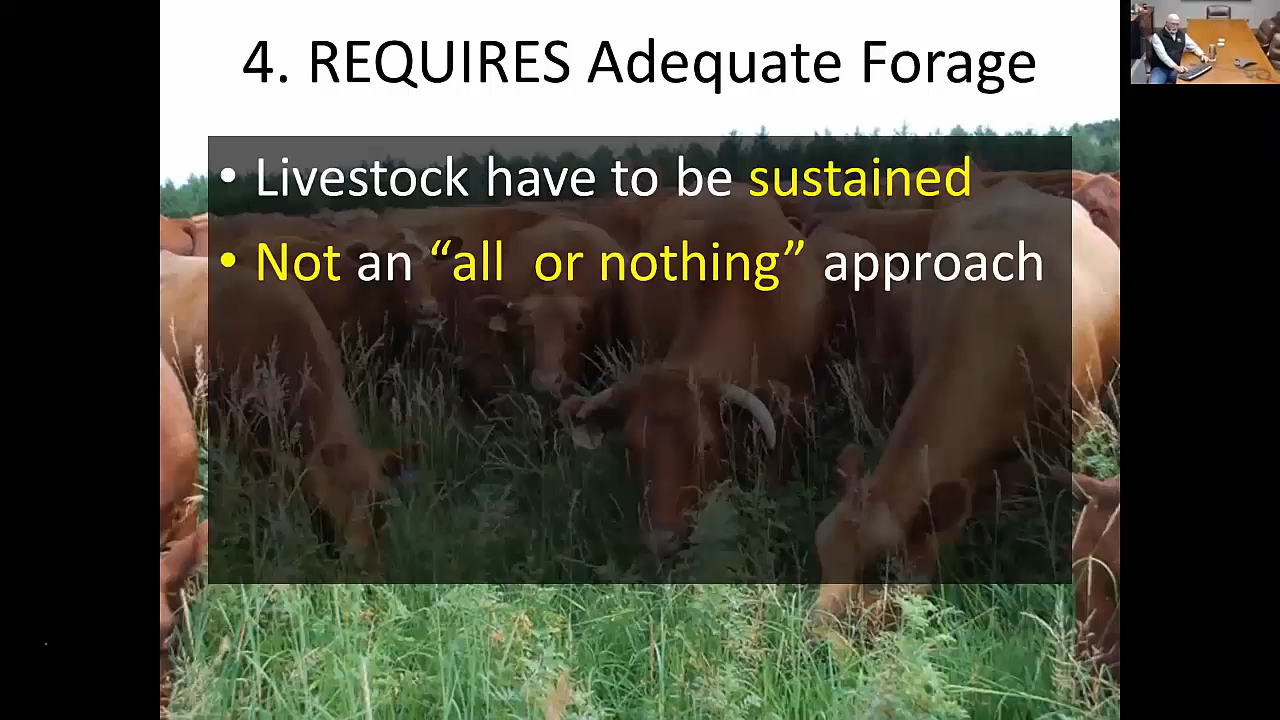 4. REQUIRES Adequate Forage
• Livestock have to be sustained
• Not an “all or nothing” approach